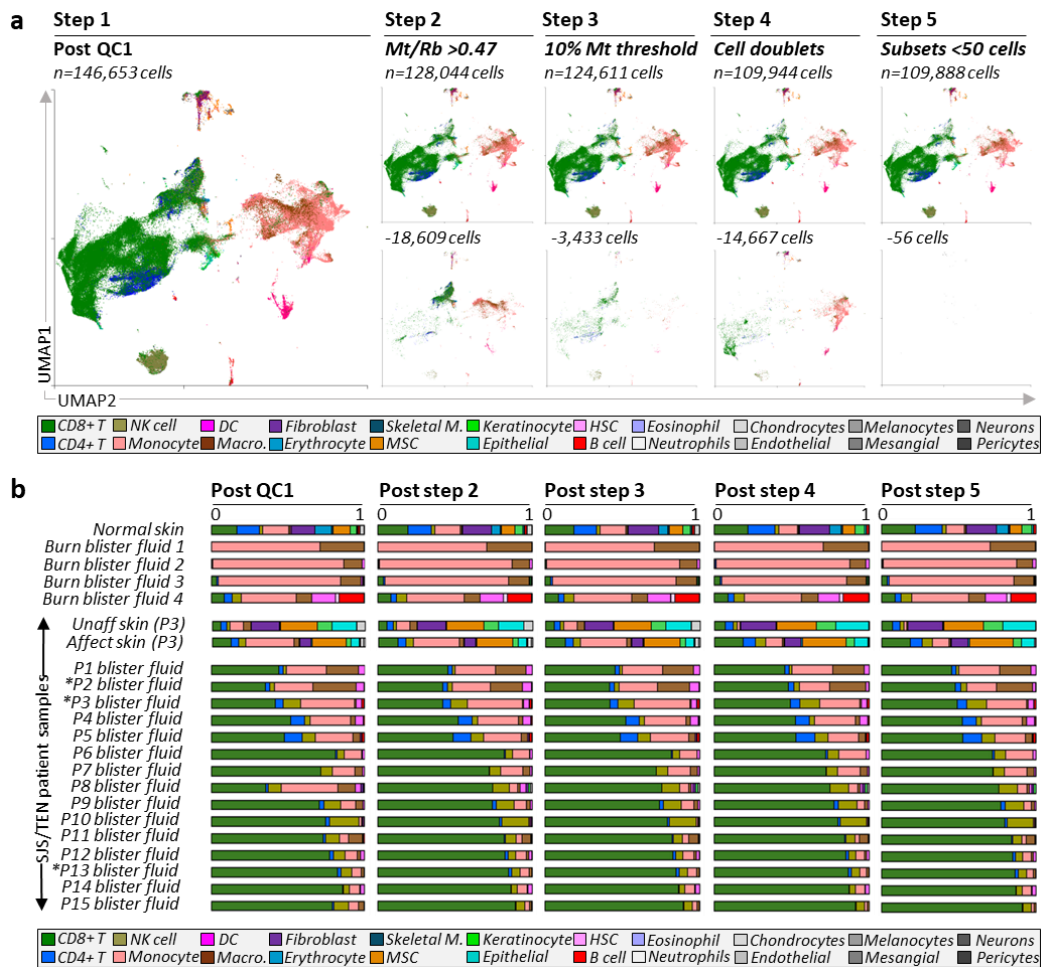 a
Step 1 Step 2 Step 3 Step 4 Step 5
Post QC1 Mt/Rb >0.47 10% Mt threshold Cell doublets Subsets <50 cells
n=146,653 cells n=128,044 cells n=124,611 cells n=109,944 cells n=109,888 cells
-18,609 cells -3,433 cells -14,667 cells -56 cells
UMAP1
UMAP2
CD8+ T NK cell DC Fibroblast Skeletal M. Keratinocyte HSC Eosinophil Chondrocytes Melanocytes Neurons
CD4+ T Monocyte Macro. Erythrocyte MSC Epithelial B cell Neutrophils Endothelial Mesangial Pericytes
b
Post QC1 Post step 2 Post step 3 Post step 4 Post step 5
0 1 0 1 0 1 0 1 0 1
Normal skin
Burn blister fluid 1
Burn blister fluid 2
Burn blister fluid 3
Burn blister fluid 4
SJS/TEN patient samples
Unaff skin (P3)
Affect skin (P3)
P1 blister fluid
*P2 blister fluid
*P3 blister fluid
P4 blister fluid
P5 blister fluid
P6 blister fluid
P7 blister fluid
P8 blister fluid
P9 blister fluid
P10 blister fluid
P11 blister fluid
P12 blister fluid
*P13 blister fluid
P14 blister fluid
P15 blister fluid
CD8+ T NK cell DC Fibroblast Skeletal M. Keratinocyte HSC Eosinophil Chondrocytes Melanocytes Neurons
CD4+ T Monocyte Macro. Erythrocyte MSC Epithelial B cell Neutrophils Endothelial Mesangial Pericytes